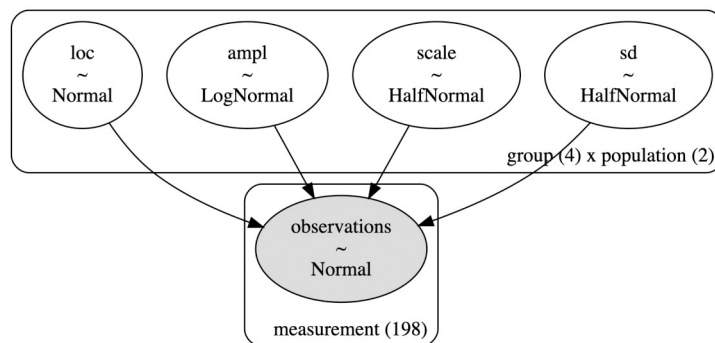 loc
~
Normal
ampl
~
LogNormal
scale
~
HalfNormal
sd
~
HalfNormal
group (4) x population (2)
observations
~
Normal
measurement (198)